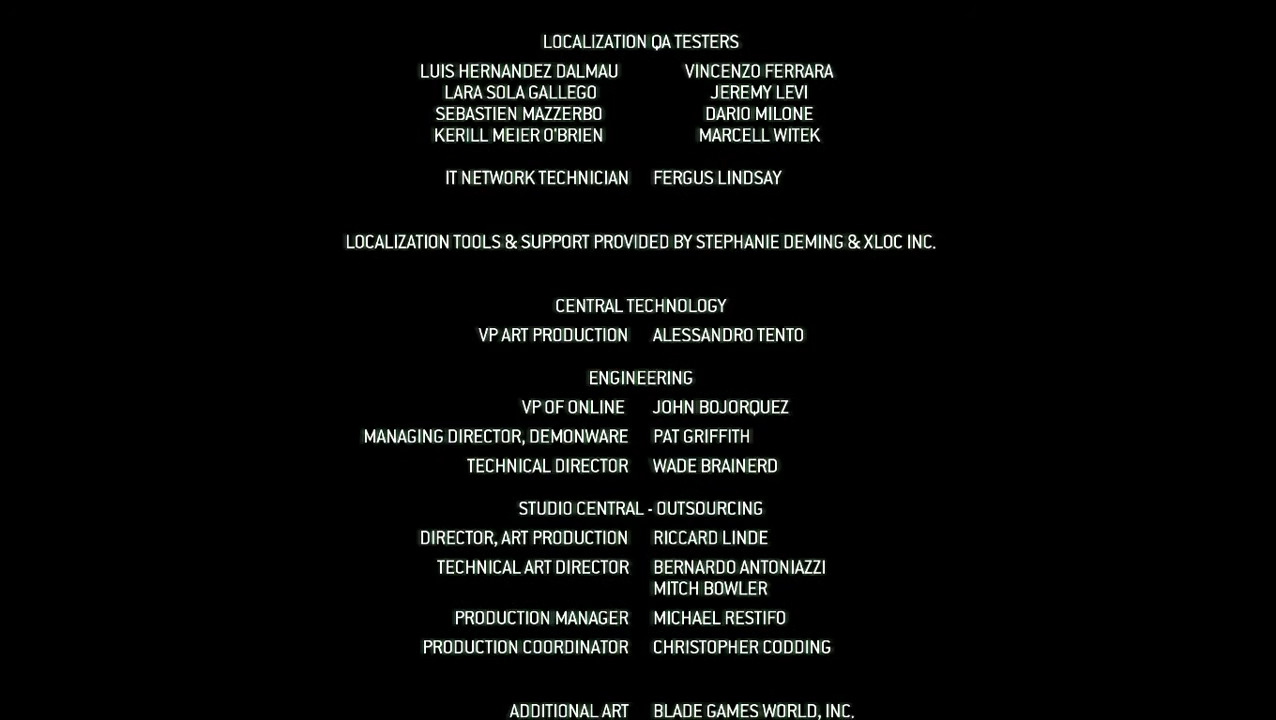 LOCALIZATION QA TESTERS
LUIS HERNANDEZ DALMAU VINCENZO FERRARA
LARA SOLA GALLEGO JEREMY LEVI
SEBASTIEN MAZZERBO DARIO MILONE
KERILL MEIER O'BRIEN MARCELL WITEK
IT NETWORK TECHNICIAN FERGUS LINDSAY
LOCALIZATION TOOLS & SUPPORT PROVIDED BY STEPHANIE DEMING & XLOC INC.
CENTRAL TECHNOLOGY
VP ART PRODUCTION ALESSANDRO TENTO
ENGINEERING
VP OF ONLINE JOHN BOJORQUEZ
MANAGING DIRECTOR, DEMONWARE PAT GRIFFITH
TECHNICAL DIRECTOR WADE BRAINERD
STUDIO CENTRAL - OUTSOURCING
DIRECTOR, ART PRODUCTION RICCARD LINDE
TECHNICAL ART DIRECTOR BERNARDO ANTONIAZZI
MITCH BOWLER
PRODUCTION MANAGER MICHAEL RESTIFO
PRODUCTION COORDINATOR CHRISTOPHER CODDING
ADDITIONAL ART BLADE GAMES WORLD, INC.